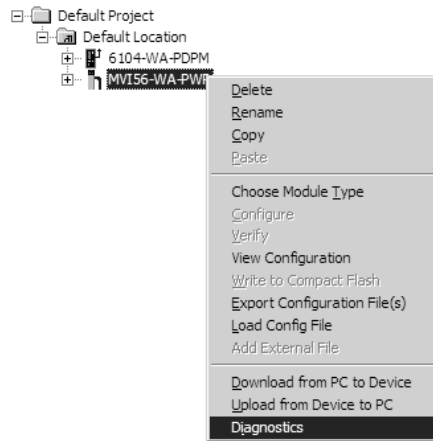 Default Project
Default Location
6104-WA-PDPM
MVI56-WA-PWP
Delete
Rename
Copy
Paste
Choose Module Type
Configure
Verify
View Configuration
Write to Compact Flash
Export Configuration File(s)
Load Config File
Add External File
Download from PC to Device
Upload from Device to PC
Diagnostics